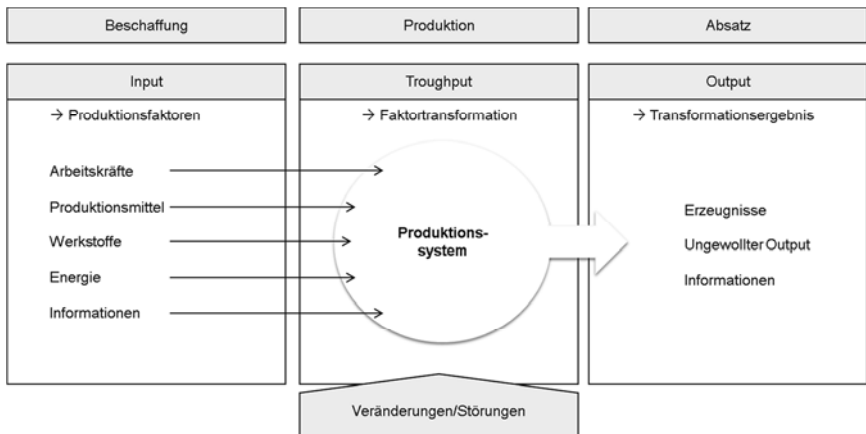 Beschaffung
Produktion
Absatz
Input
Troughput
Output
→ Produktionsfaktoren
→ Faktortransformation
→ Transformationsergebnis
Arbeitskräfte
Produktionsmittel
Werkstoffe
Energie
Informationen
Produktions-
system
Erzeugnisse
Ungewollter Output
Informationen
Veränderungen/Störungen